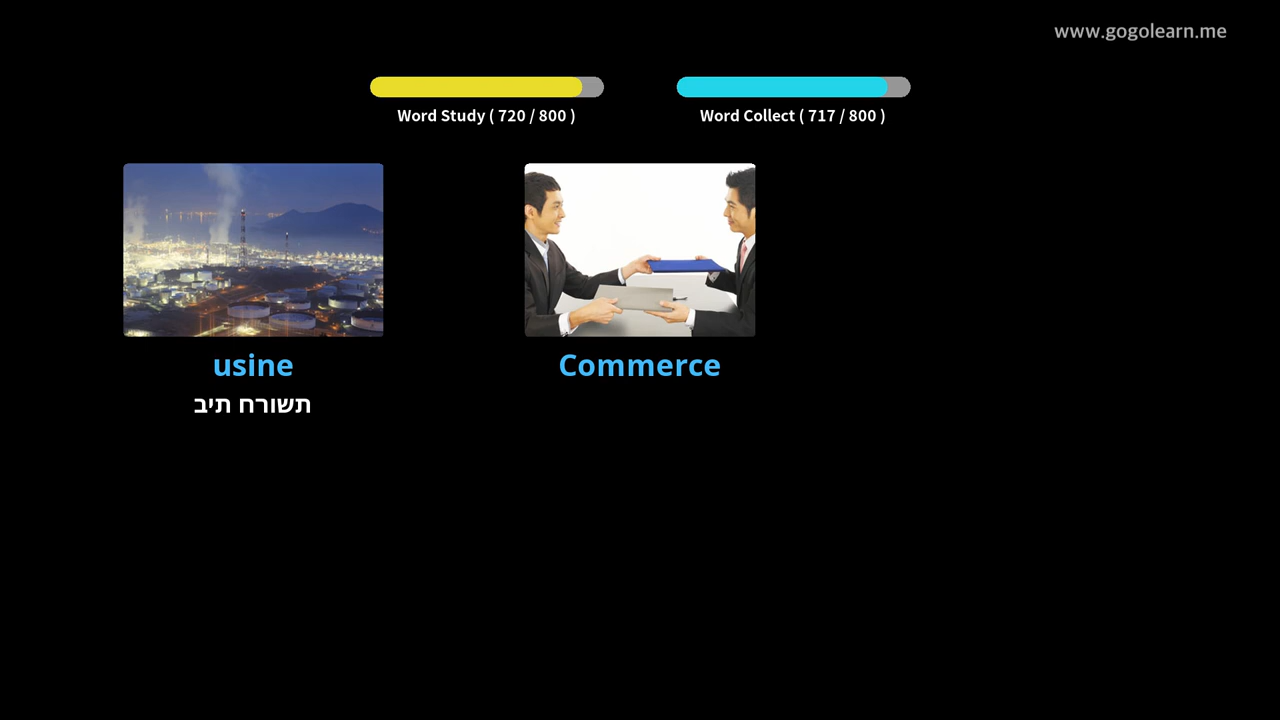 www.gogolearn.me
Word Study ( 720 / 800 )
Word Collect ( 717 / 800 )
usine
תשורח תיב
Commerce